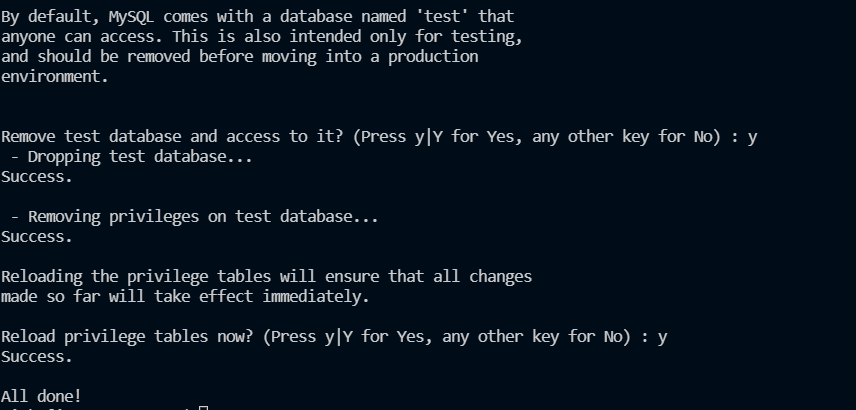 By default, MySQL comes with a database named 'test' that
anyone can access. This is also intended only for testing,
and should be removed before moving into a production
environment.
Remove test database and access to it? (Press y|Y for Yes, any other key for No) : y
 - Dropping test database...
Success.
 - Removing privileges on test database...
Success.
Reloading the privilege tables will ensure that all changes
made so far will take effect immediately.
Reload privilege tables now? (Press y|Y for Yes, any other key for No) : y
Success.
All done!